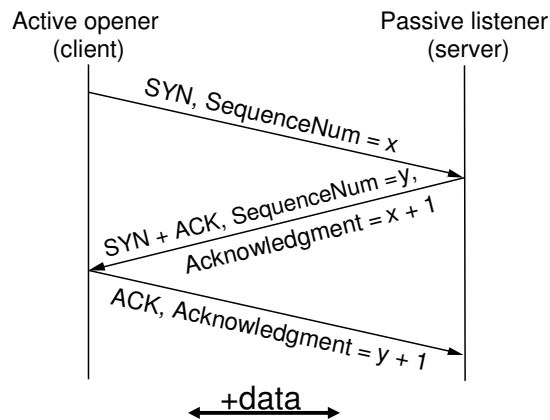 Active opener
(client)
Passive listener
(server)
SYN, SequenceNum = x
SYN + ACK, SequenceNum =y,
Acknowledgment = x + 1
ACK, Acknowledgment = y + 1
+data